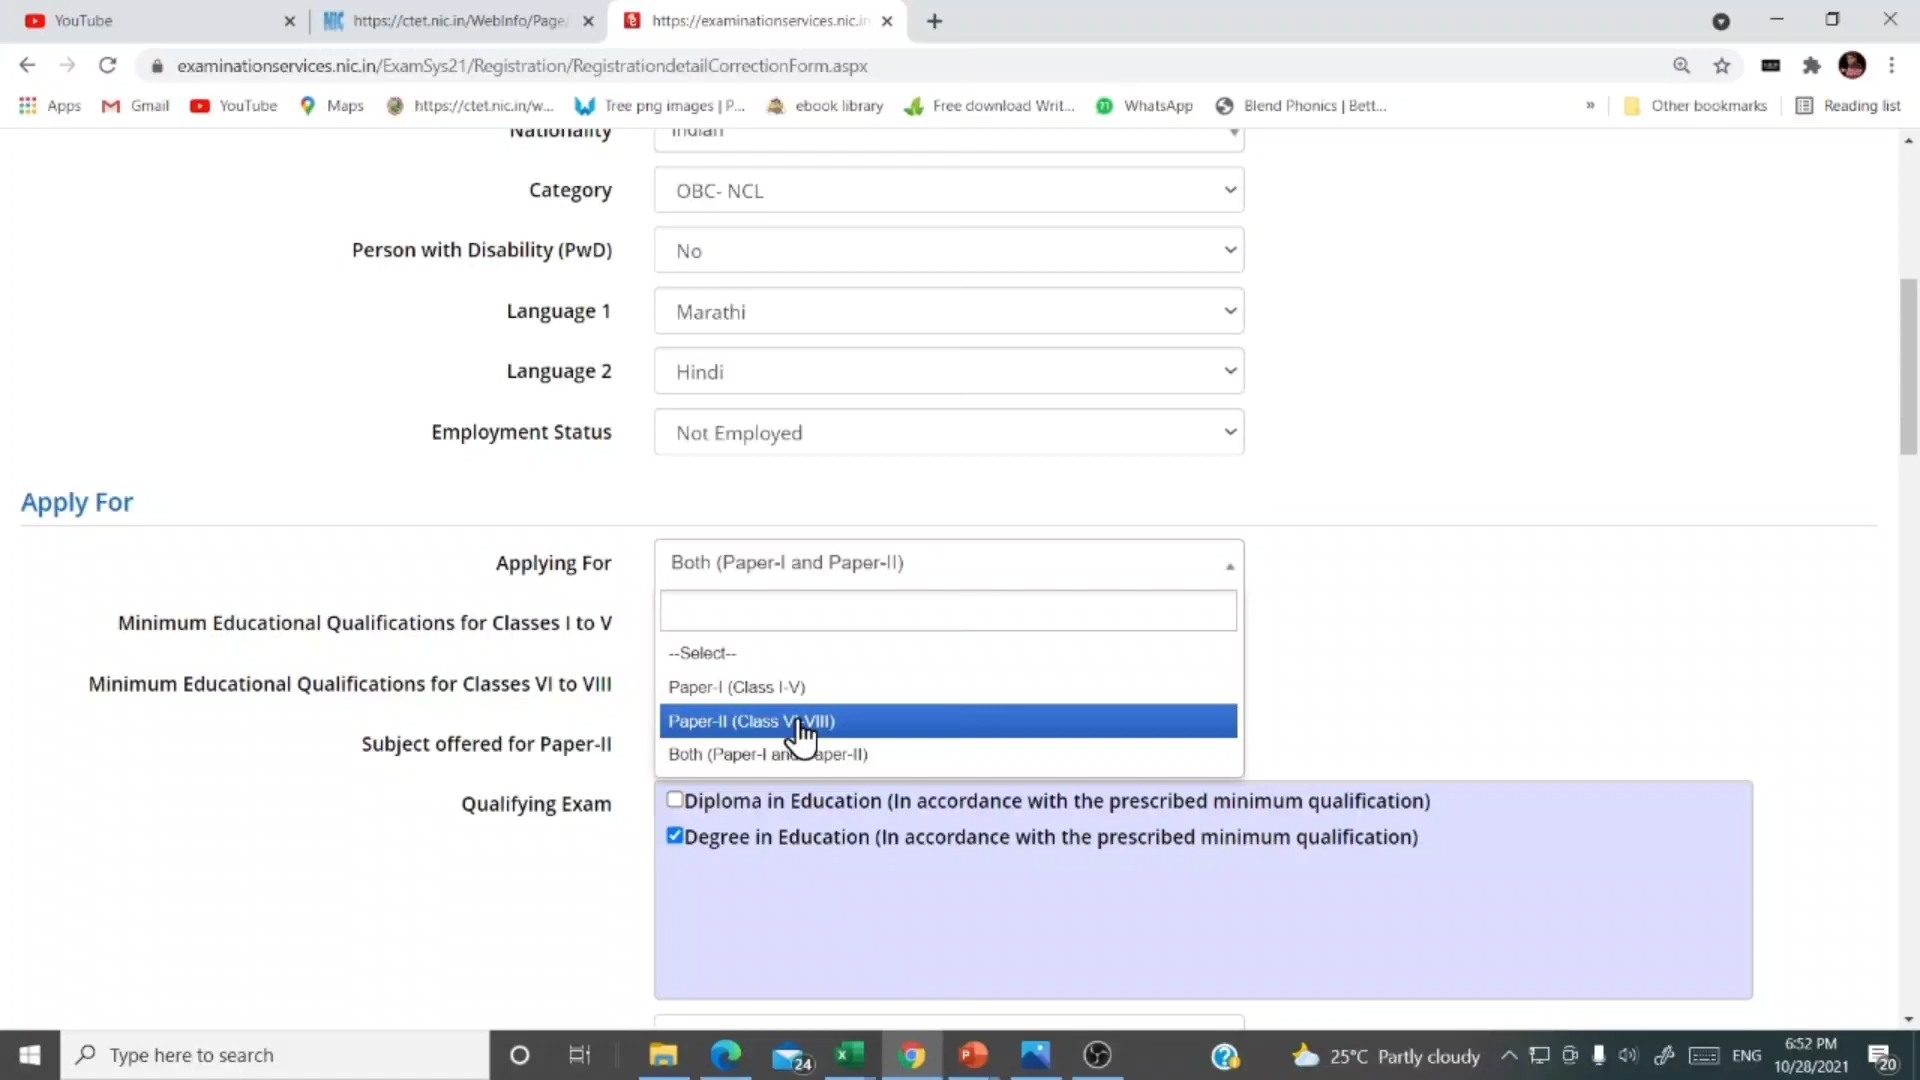 YouTube
NIC https://ctet.nic.in/WebInfo/Page/
https://examinationservices.nic.in
examinationservices.nic.in/ExamSys21/Registration/RegistrationdetailCorrectionForm.aspx
Apps Gmail YouTube Maps https://ctet.nic.in/w... Tree png images | P... ebook library Free download Writ... WhatsApp Blend Phonics | Bett... » Other bookmarks Reading list
Nationality Indian
Category OBC- NCL
Person with Disability (PwD) No
Language 1 Marathi
Language 2 Hindi
Employment Status Not Employed
Apply For
Applying For Both (Paper-I and Paper-II)
Minimum Educational Qualifications for Classes I to V
--Select--
Paper-I (Class I-V)
Minimum Educational Qualifications for Classes VI to VIII
Paper-II (Class VI-VIII)
Subject offered for Paper-II
Both (Paper-I and Paper-II)
Qualifying Exam Diploma in Education (In accordance with the prescribed minimum qualification)
Degree in Education (In accordance with the prescribed minimum qualification)
Type here to search
24
25°C Partly cloudy
ENG
6:52 PM
10/28/2021
20